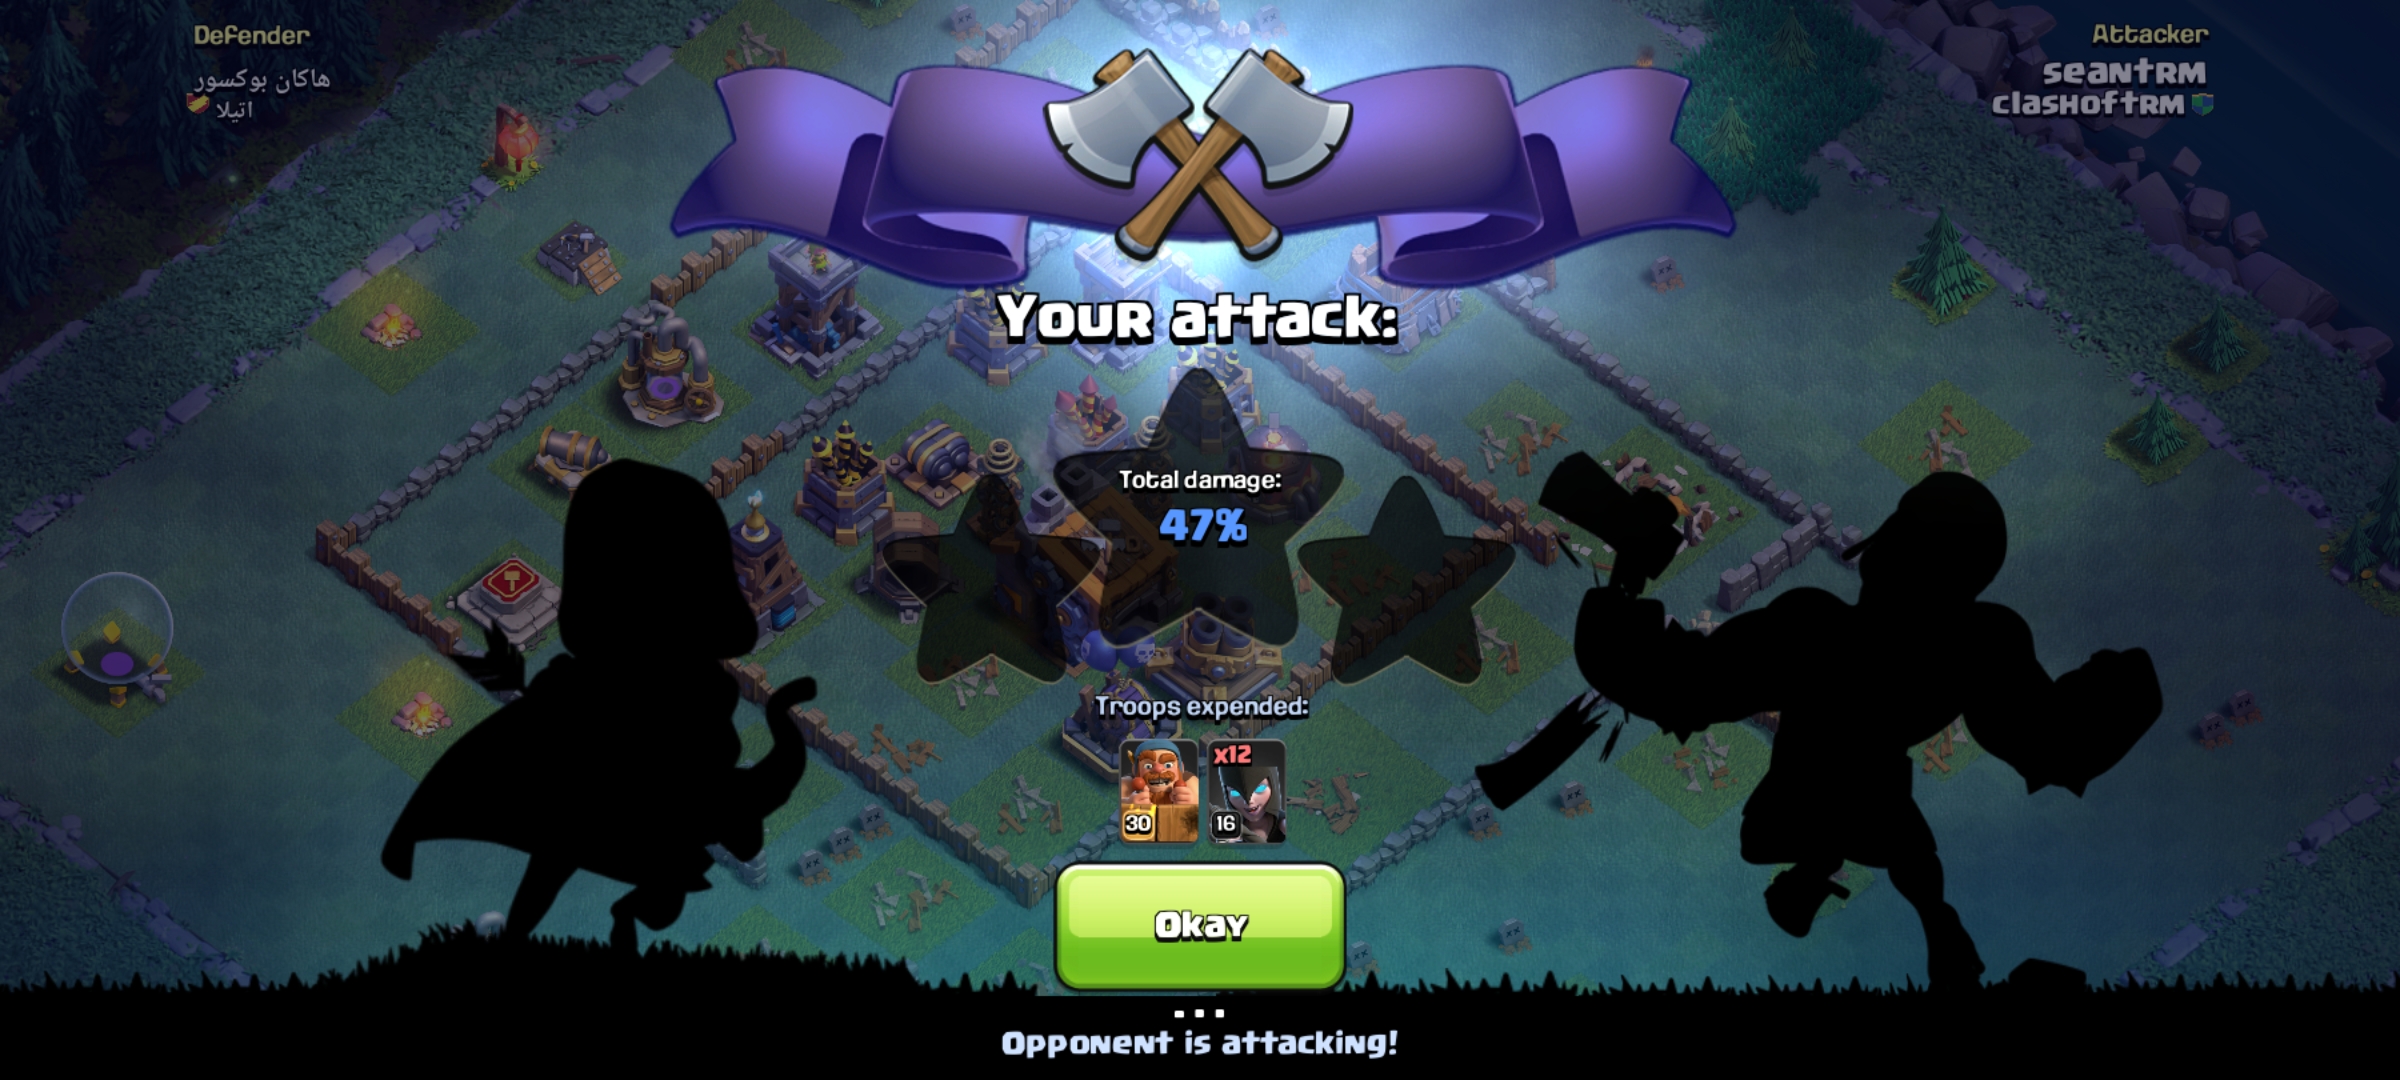 Defender
هاكان بوكسور
اتيلا
Attacker
seantRM
clashoftRM
Your attack:
Total damage:
47%
Troops expended:
x12
30
16
Okay
...
Opponent is attacking!